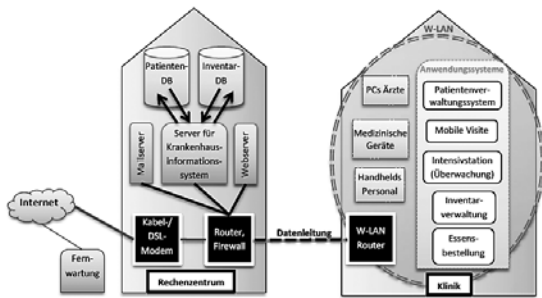 W-LAN
Patienten-
DB
Inventar-
DB
Anwendungssysteme
PCs Ärzte
Patientenver-
waltungssystem
Mailserver
Server für
Krankenhaus-
informations-
system
Webserver
Medizinische
Geräte
Mobile Visite
Handhelds
Personal
Intensivstation
(Überwachung)
Internet
Kabel-/
DSL-
Modem
Router,
Firewall
Datenleitung
W-LAN
Router
Inventar-
verwaltung
Essens-
bestellung
Fern-
wartung
Rechenzentrum
Klinik